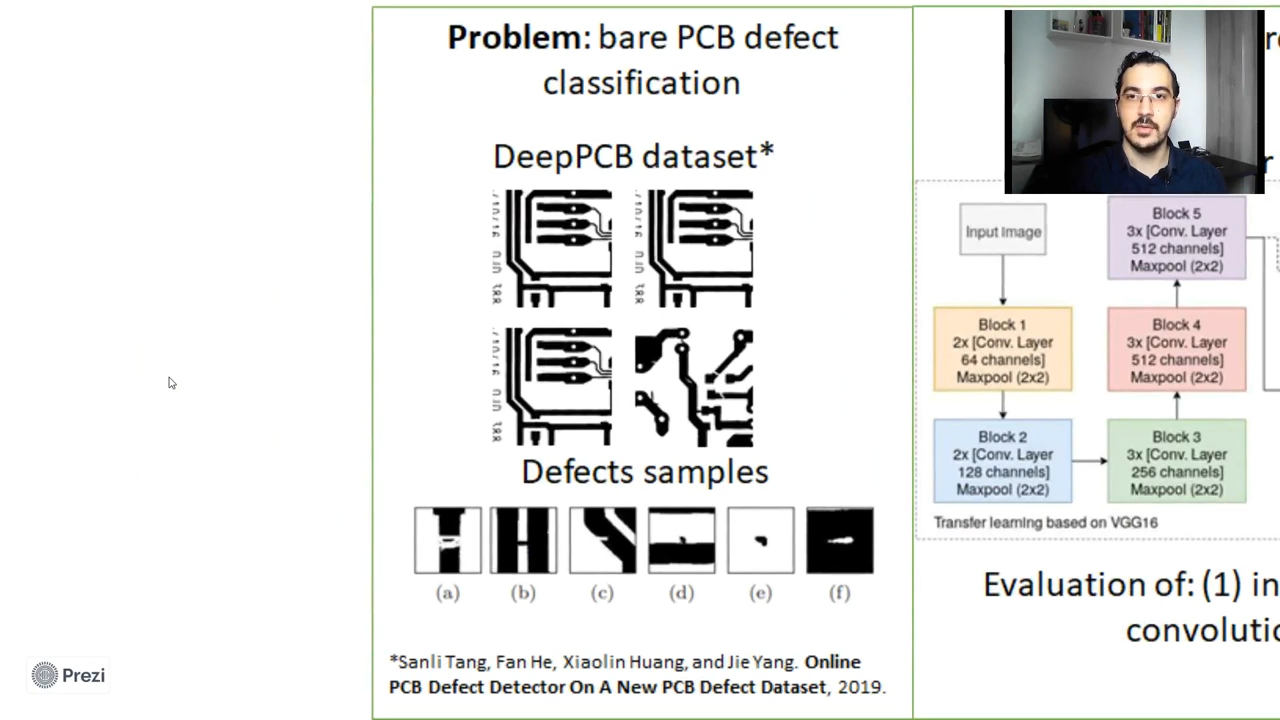 Problem: bare PCB defect
classification
DeepPCB dataset*
Defects samples
(a) (b) (c) (d) (e) (f)
*Sanli Tang, Fan He, Xiaolin Huang, and Jie Yang. Online
PCB Defect Detector On A New PCB Defect Dataset, 2019.
Input Image
Block 1
2x [Conv. Layer
64 channels]
Maxpool (2x2)
Block 2
2x [Conv. Layer
128 channels]
Maxpool (2x2)
Block 3
3x [Conv. Layer
256 channels]
Maxpool (2x2)
Block 4
3x [Conv. Layer
512 channels]
Maxpool (2x2)
Block 5
3x [Conv. Layer
512 channels]
Maxpool (2x2)
Transfer learning based on VGG16
Evaluation of: (1) in
convolutio
Prezi